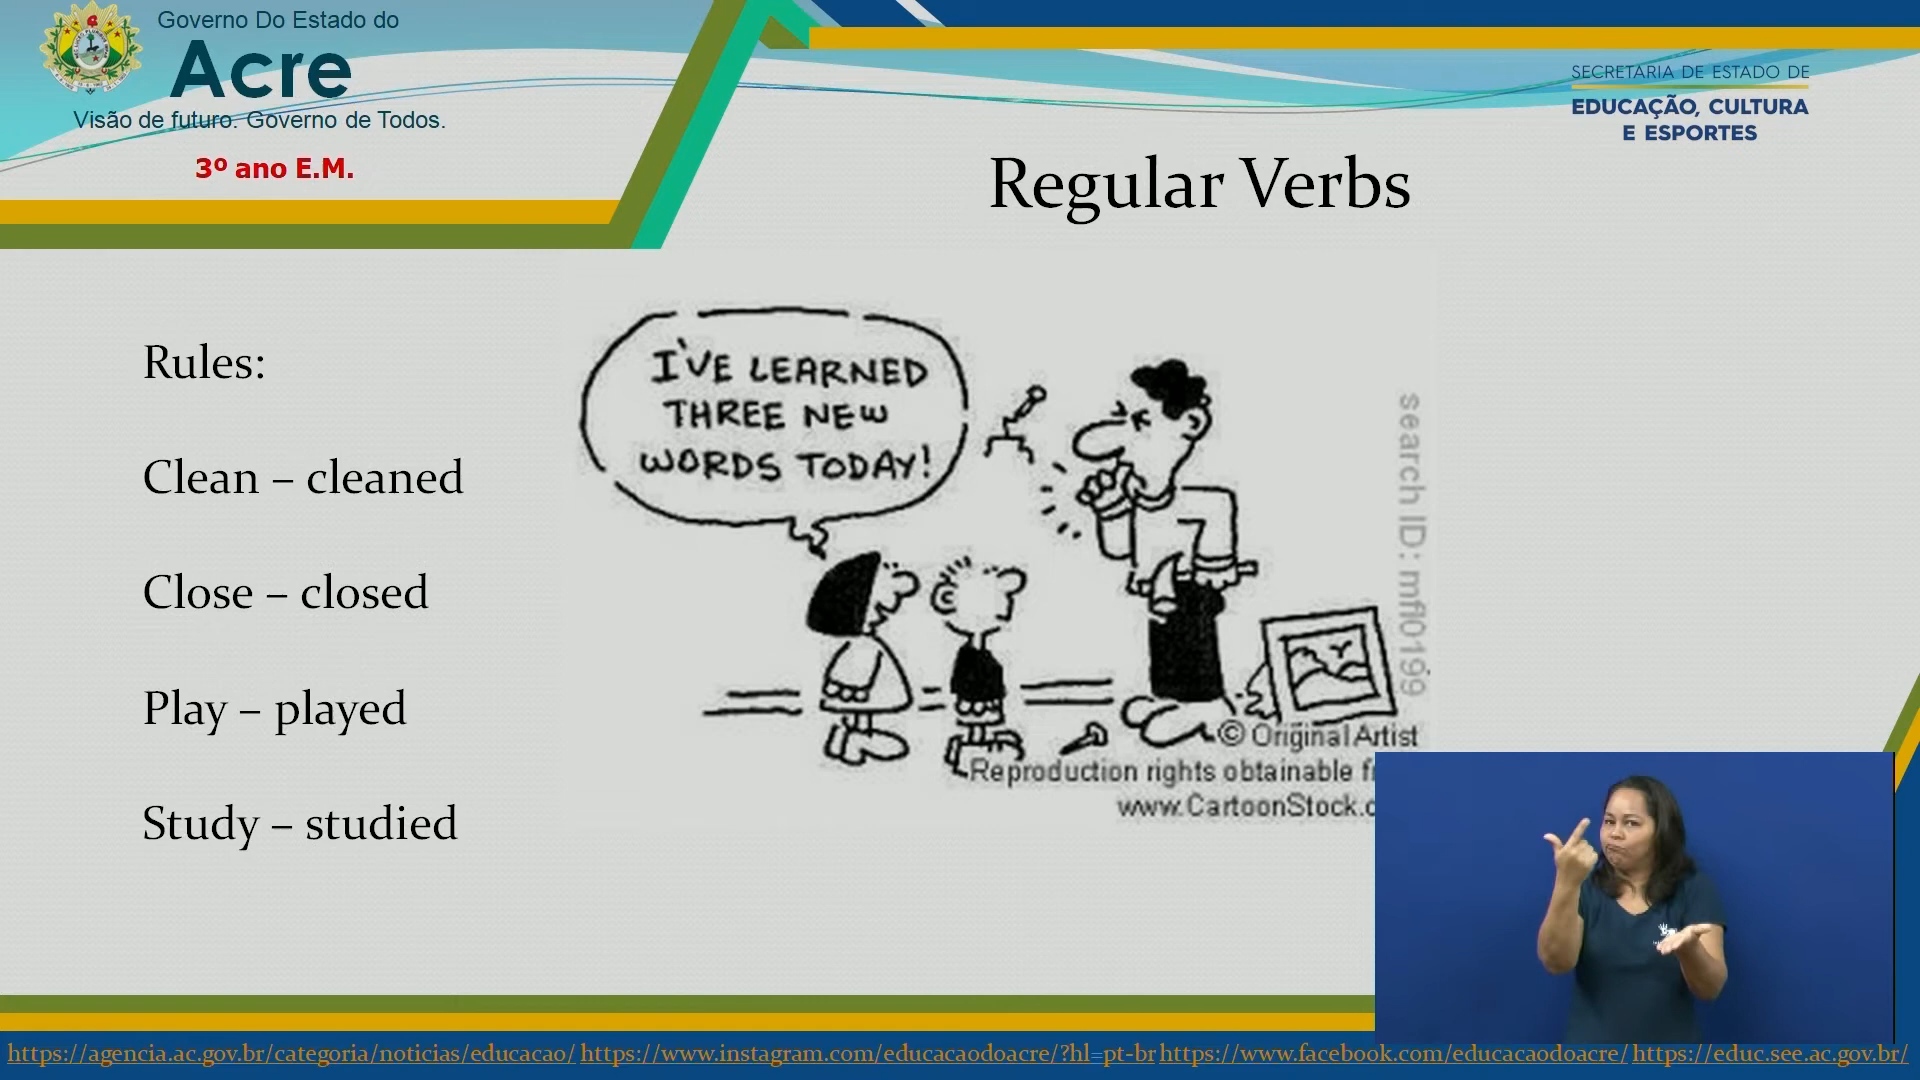 Governo Do Estado do
Acre
Visão de futuro. Governo de Todos.
3º ano E.M.
SECRETARIA DE ESTADO DE
EDUCAÇÃO, CULTURA
E ESPORTES
Regular Verbs
Rules:
Clean – cleaned
Close – closed
Play – played
Study – studied
I'VE LEARNED
THREE NEW
WORDS TODAY!
search ID: mfl0199
© Original Artist
Reproduction rights obtainable
www.CartoonStock.c
https://agencia.ac.gov.br/categoria/noticias/educacao/ https://www.instagram.com/educacaodoacre/?hl=pt-br https://www.facebook.com/educacaodoacre/ https://educ.see.ac.gov.br/